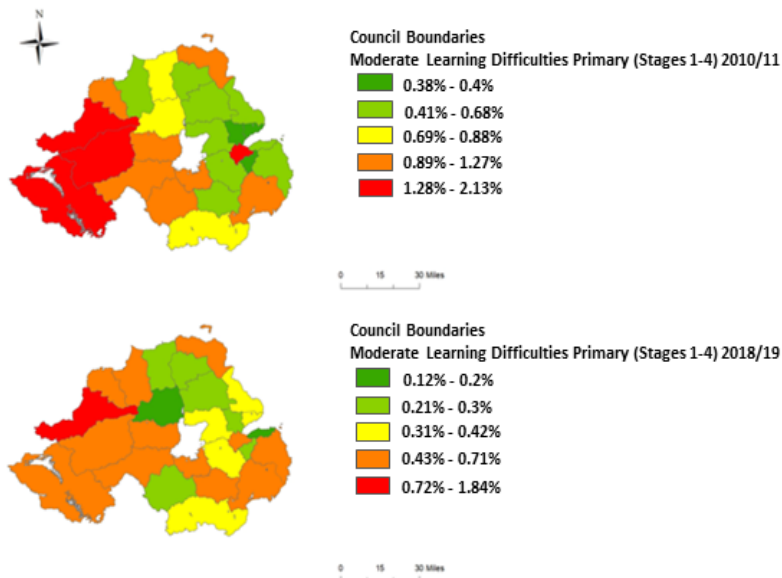 N
Council Boundaries
Moderate Learning Difficulties Primary (Stages 1-4) 2010/11
0.38% - 0.4%
0.41% - 0.68%
0.69% - 0.88%
0.89% - 1.27%
1.28% - 2.13%
0 15 30 Miles
Council Boundaries
Moderate Learning Difficulties Primary (Stages 1-4) 2018/19
0.12% - 0.2%
0.21% - 0.3%
0.31% - 0.42%
0.43% - 0.71%
0.72% - 1.84%
0 15 30 Miles